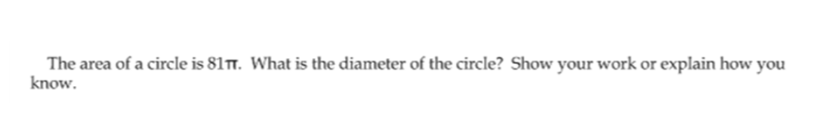 The area of a circle is 81π. What is the diameter of the circle? Show your work or explain how you
know.